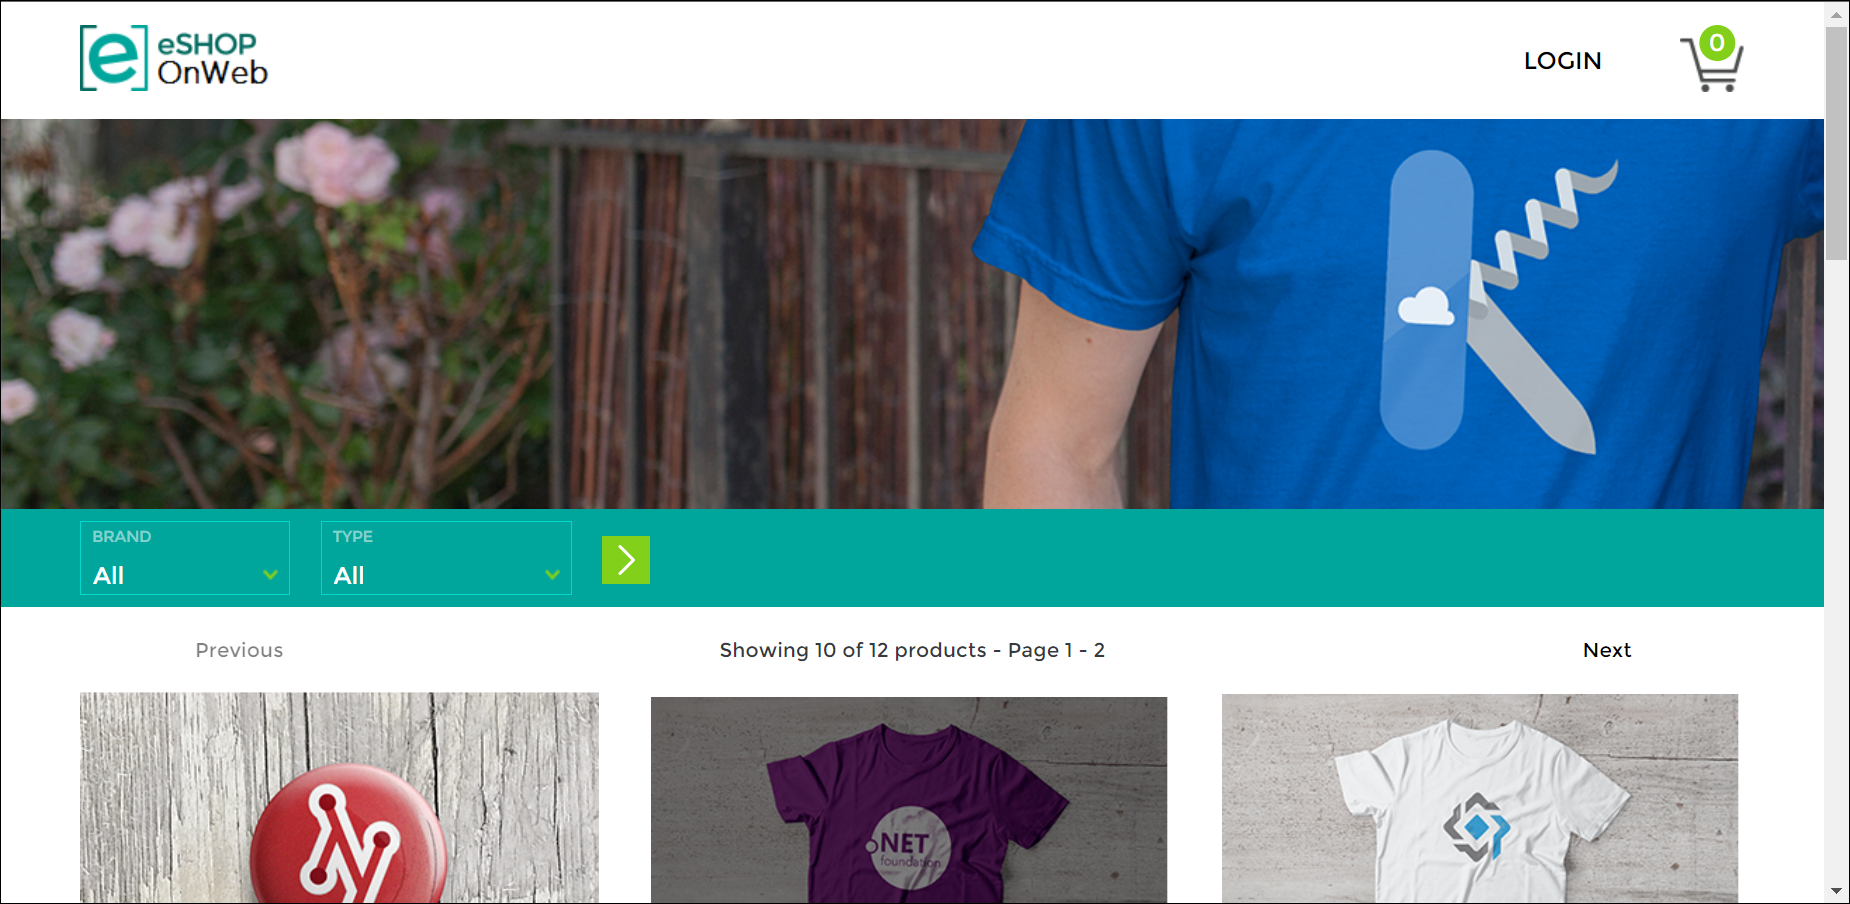 eSHOP
OnWeb
LOGIN
0
BRAND
All
TYPE
All
Previous
Showing 10 of 12 products - Page 1 - 2
Next
NET
foundation